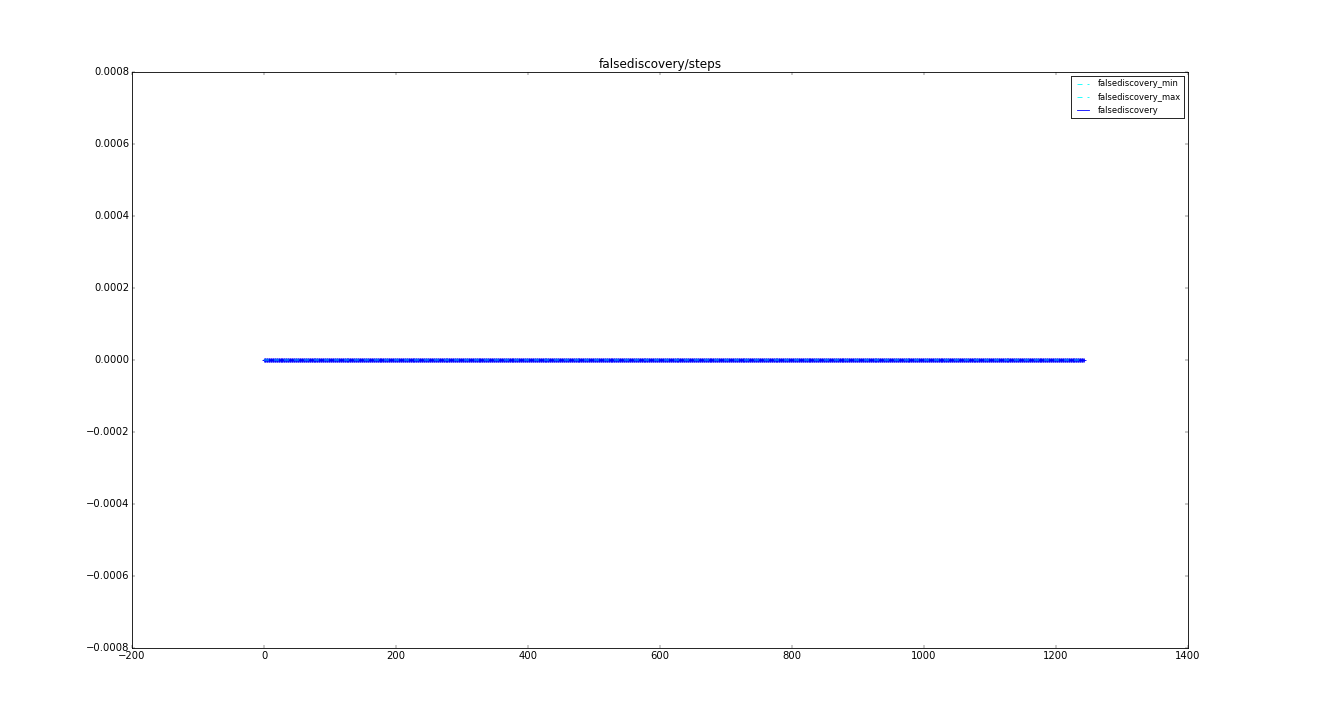 falsediscovery/steps
0.0008
falsediscovery_min
falsediscovery_max
falsediscovery
0.0006
0.0004
0.0002
0.0000
−0.0002
−0.0004
−0.0006
−0.0008
−200 0 200 400 600 800 1000 1200 1400